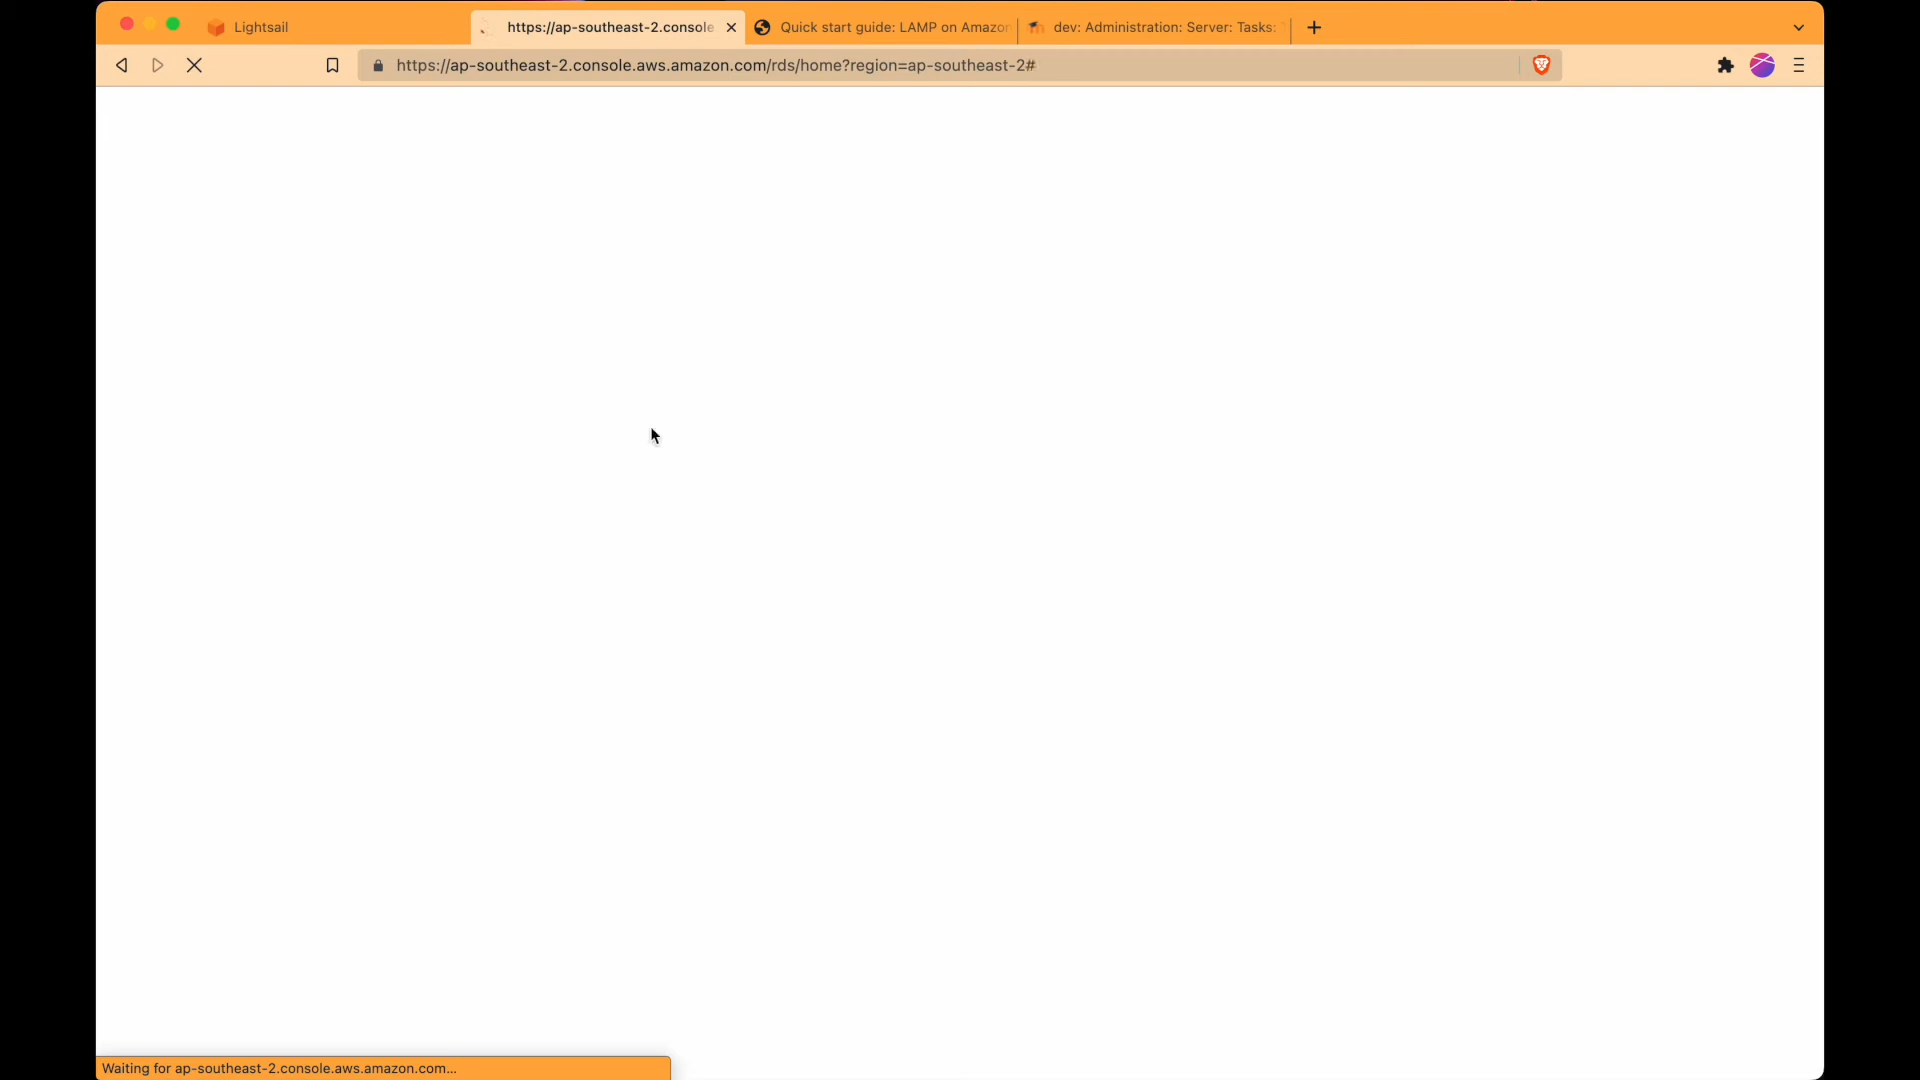 Lightsail
https://ap-southeast-2.console
Quick start guide: LAMP on Amazon
dev: Administration: Server: Tasks:
https://ap-southeast-2.console.aws.amazon.com/rds/home?region=ap-southeast-2#
Waiting for ap-southeast-2.console.aws.amazon.com...